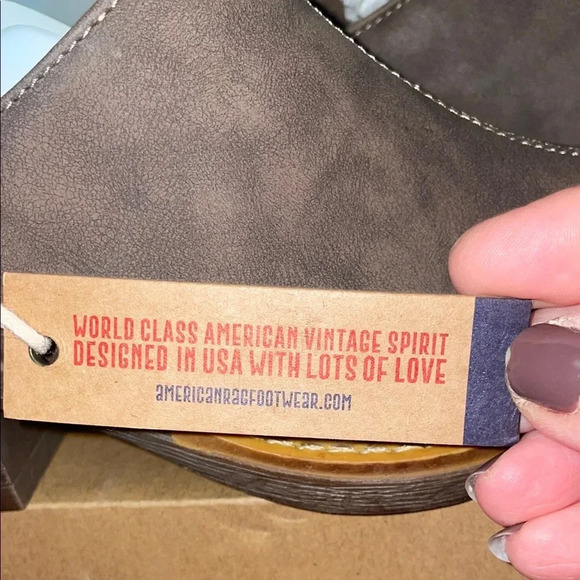 WORLD CLASS AMERICAN VINTAGE SPIRIT
DESIGNED IN USA WITH LOTS OF LOVE
aMERICaNRaGFOOTWEaR.COM